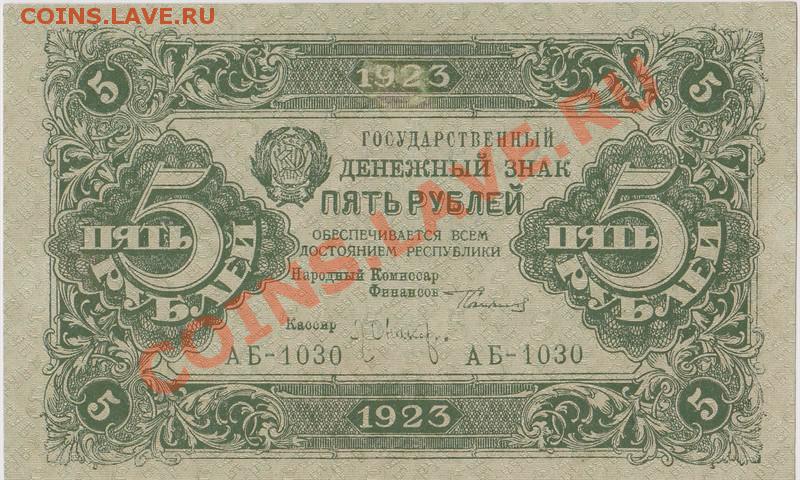 COINS.LAVE.РУ
5 1923 5
ГОСУДАРСТВЕННЫЙ
ДЕНЕЖНЫЙ ЗНАК
ПЯТЬ РУБЛЕЙ
ОБЕСПЕЧИВАЕТСЯ ВСЕМ
ДОСТОЯНИЕМ РЕСПУБЛИКИ
5 ПЯТЬ РУБЛЕЙ
5 ПЯТЬ РУБЛЕЙ
Народный Комиссар
Финансов
Кассир
АБ-1030 АБ-1030
5 1923 5
COINS.LAVE.RU